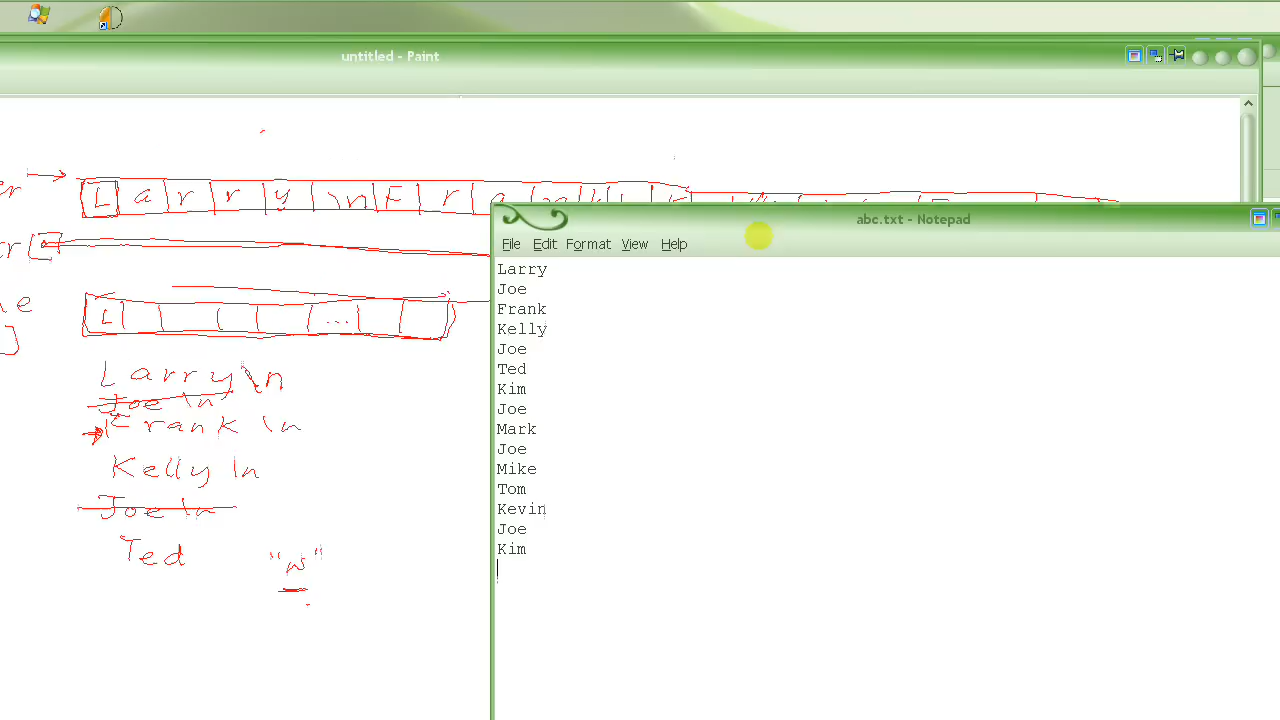 untitled - Paint
er → L a r r y \n F r a n k \n K
abc.txt - Notepad
File Edit Format View Help
L ...
Larry\n
Joe \n
Frank \n
Kelly \n
Joe \n
Ted
"w"
Larry
Joe
Frank
Kelly
Joe
Ted
Kim
Joe
Mark
Joe
Mike
Tom
Kevin
Joe
Kim